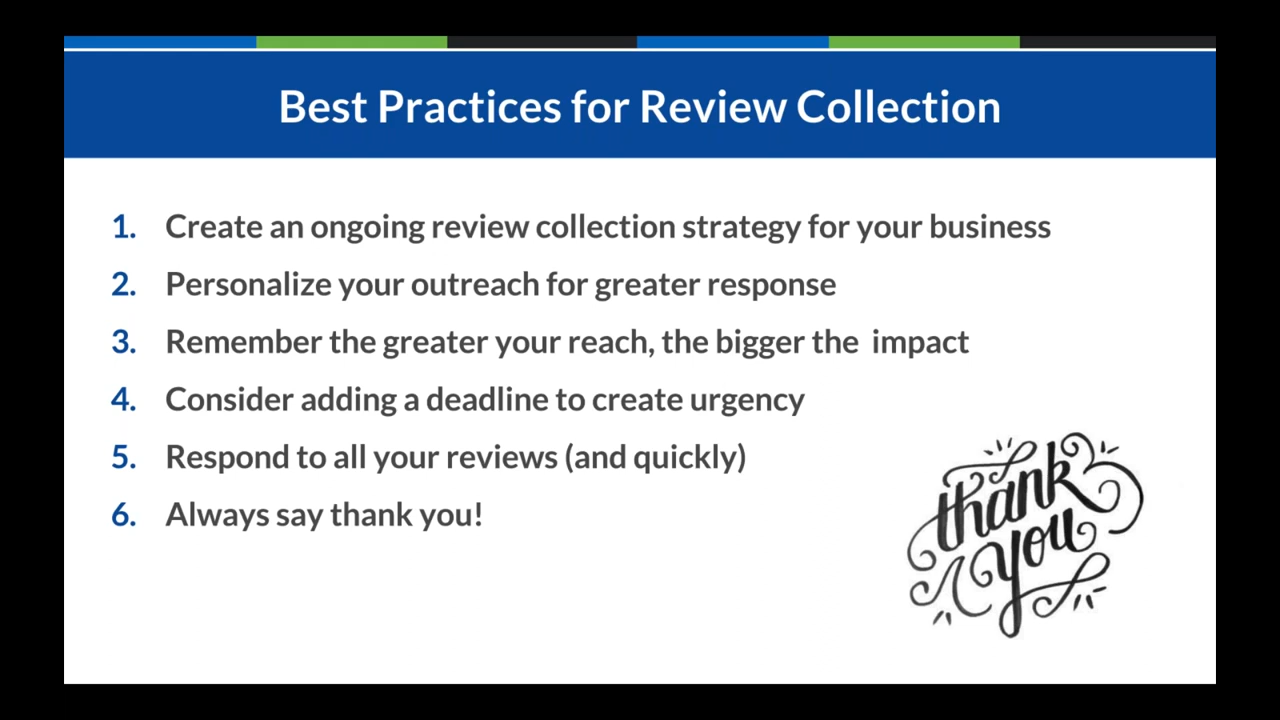 Best Practices for Review Collection
1. Create an ongoing review collection strategy for your business
2. Personalize your outreach for greater response
3. Remember the greater your reach, the bigger the  impact
4. Consider adding a deadline to create urgency
5. Respond to all your reviews (and quickly)
6. Always say thank you!
thank
you